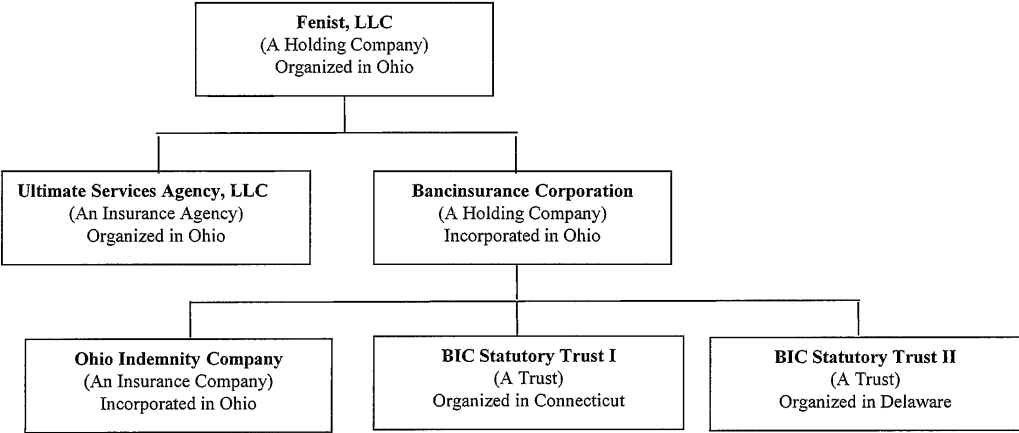 Fenist, LLC
(A Holding Company)
Organized in Ohio
Ultimate Services Agency, LLC
(An Insurance Agency)
Organized in Ohio
Bancinsurance Corporation
(A Holding Company)
Incorporated in Ohio
Ohio Indemnity Company
(An Insurance Company)
Incorporated in Ohio
BIC Statutory Trust I
(A Trust)
Organized in Connecticut
BIC Statutory Trust II
(A Trust)
Organized in Delaware